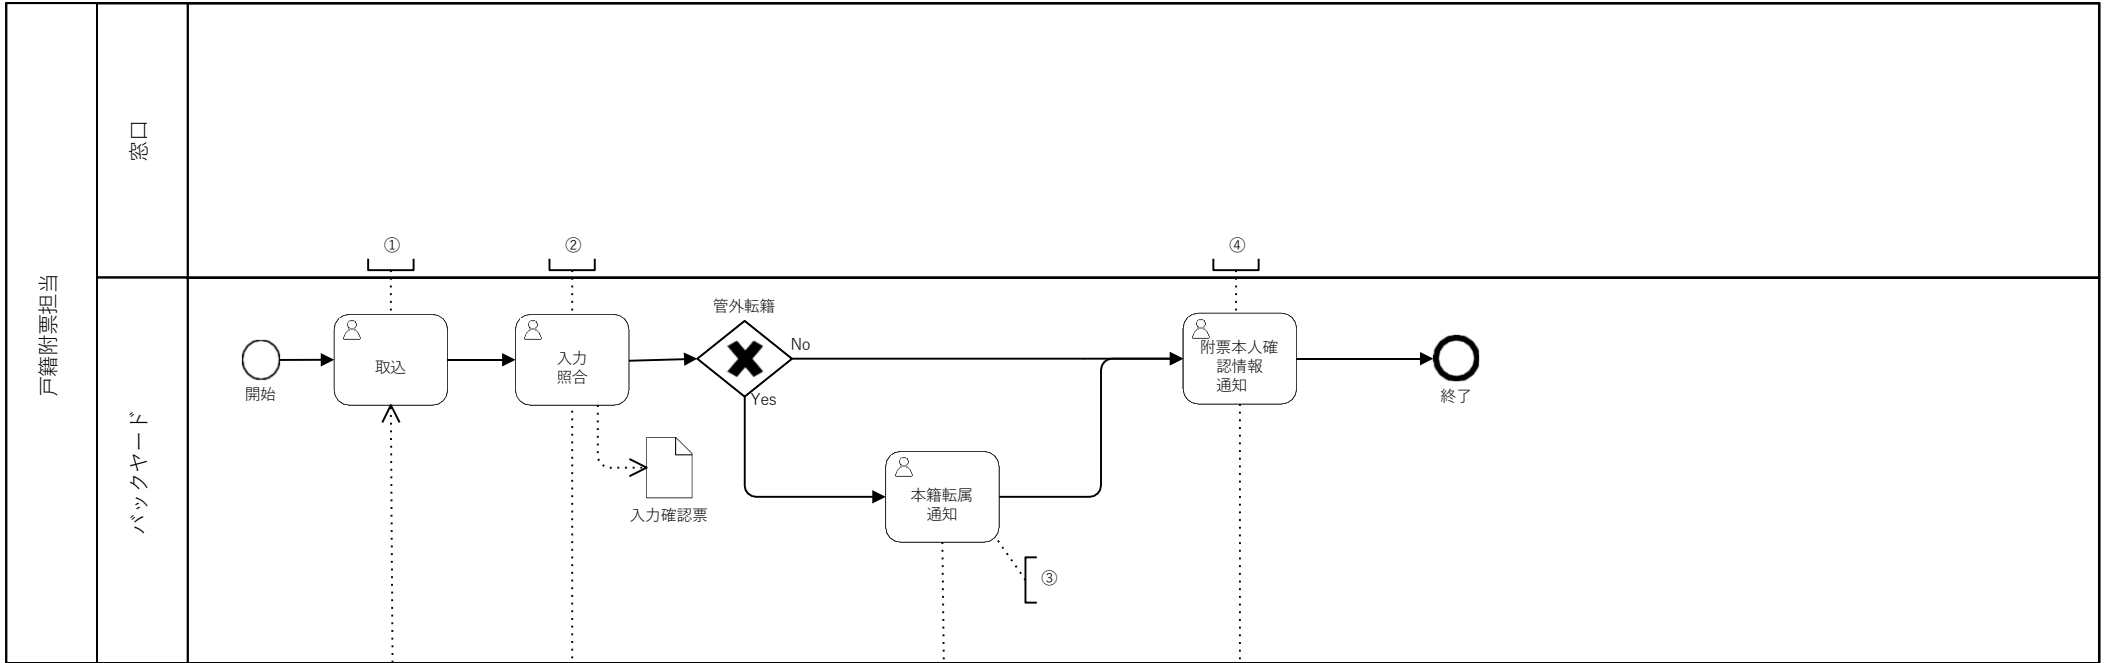 戸籍附票担当
窓口
バックヤード
①
②
④
管外転籍
開始
取込
入力
照合
No
Yes
附票本人確
認情報
通知
終了
入力確認票
本籍転属
通知
③